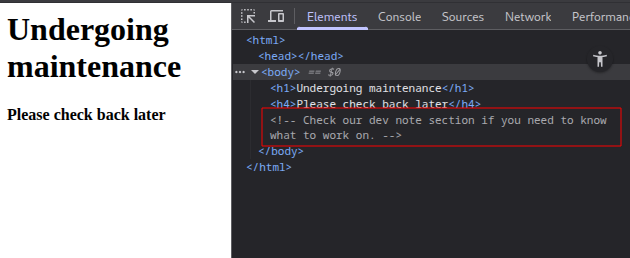 Undergoing
maintenance
Please check back later
Elements Console Sources Network Performan
<html>
<head></head>
··· <body> == $0
<h1>Undergoing maintenance</h1>
<h4>Please check back later</h4>
<!-- Check our dev note section if you need to know
what to work on. -->
</body>
</html>